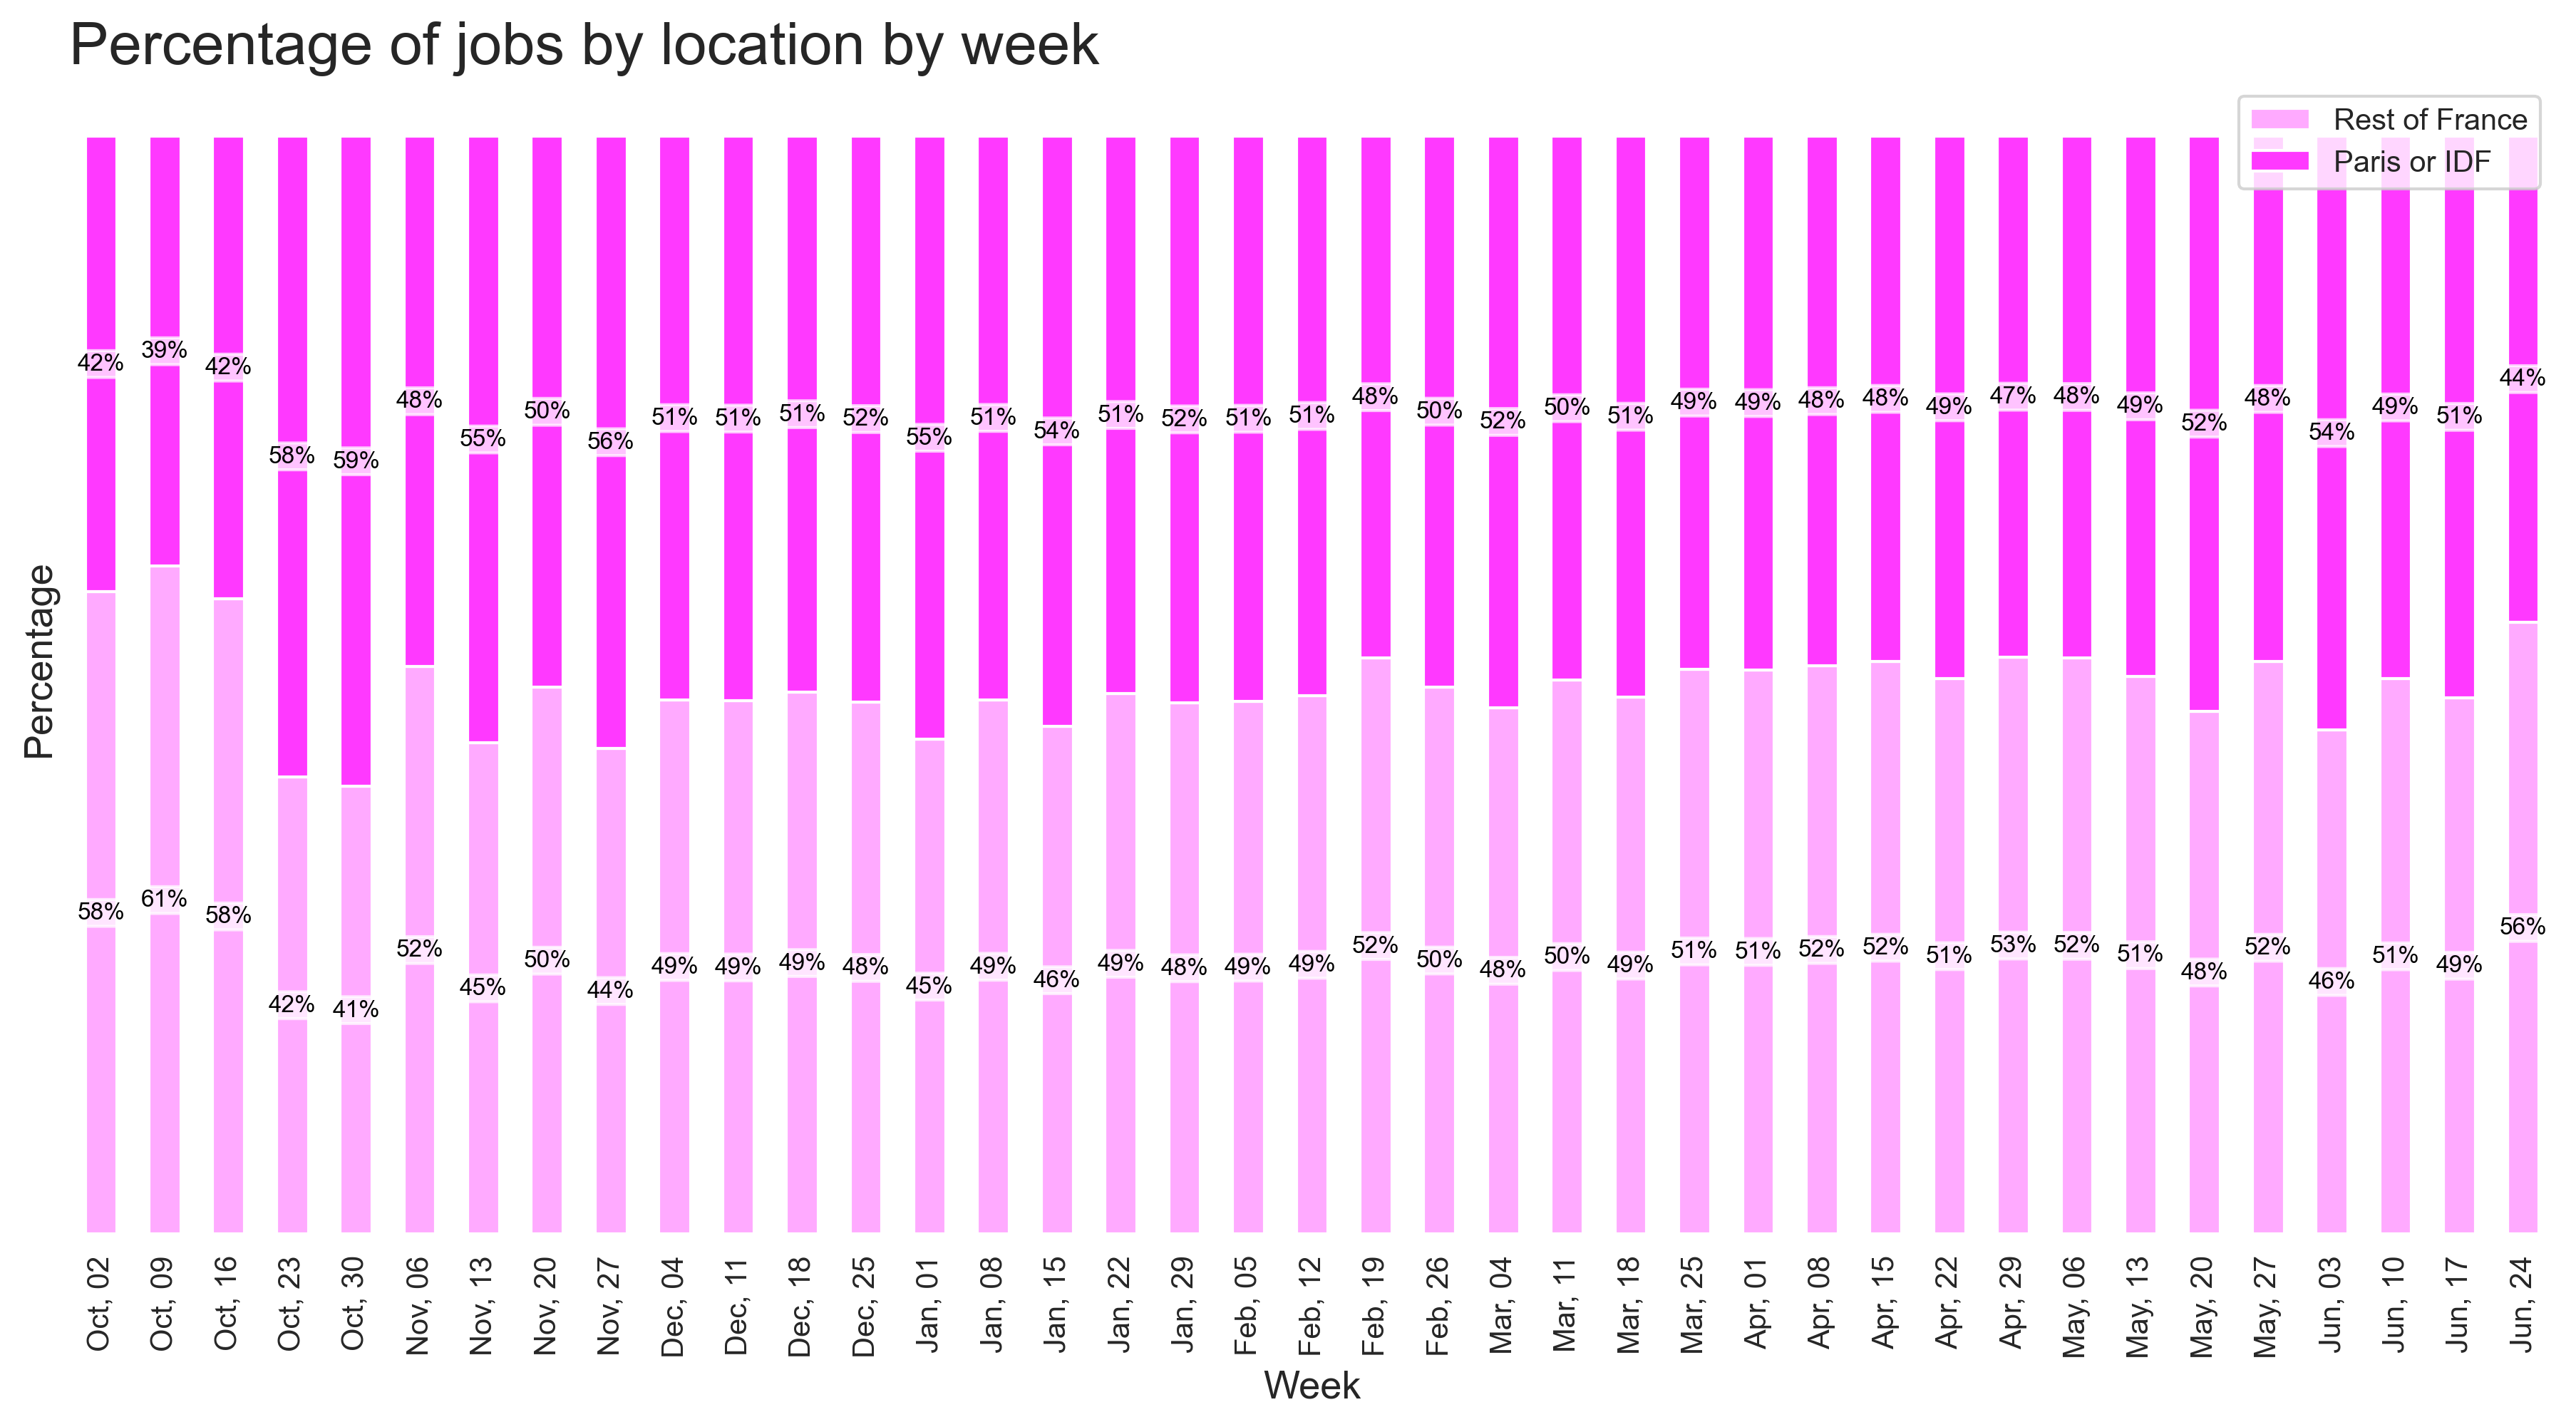 Percentage of jobs by location by week
Rest of France
Paris or IDF
Percentage
42% 39% 42% 58% 59% 48% 55% 50% 56% 51% 51% 51% 52% 55% 51% 54% 51% 52% 51% 51% 48% 50% 52% 50% 51% 49% 49% 48% 48% 49% 47% 48% 49% 52% 48% 54% 49% 51% 44%
58% 61% 58% 42% 41% 52% 45% 50% 44% 49% 49% 49% 48% 45% 49% 46% 49% 48% 49% 49% 52% 50% 48% 50% 49% 51% 51% 52% 52% 51% 53% 52% 51% 48% 52% 46% 51% 49% 56%
Oct, 02
Oct, 09
Oct, 16
Oct, 23
Oct, 30
Nov, 06
Nov, 13
Nov, 20
Nov, 27
Dec, 04
Dec, 11
Dec, 18
Dec, 25
Jan, 01
Jan, 08
Jan, 15
Jan, 22
Jan, 29
Feb, 05
Feb, 12
Feb, 19
Feb, 26
Mar, 04
Mar, 11
Mar, 18
Mar, 25
Apr, 01
Apr, 08
Apr, 15
Apr, 22
Apr, 29
May, 06
May, 13
May, 20
May, 27
Jun, 03
Jun, 10
Jun, 17
Jun, 24
Week